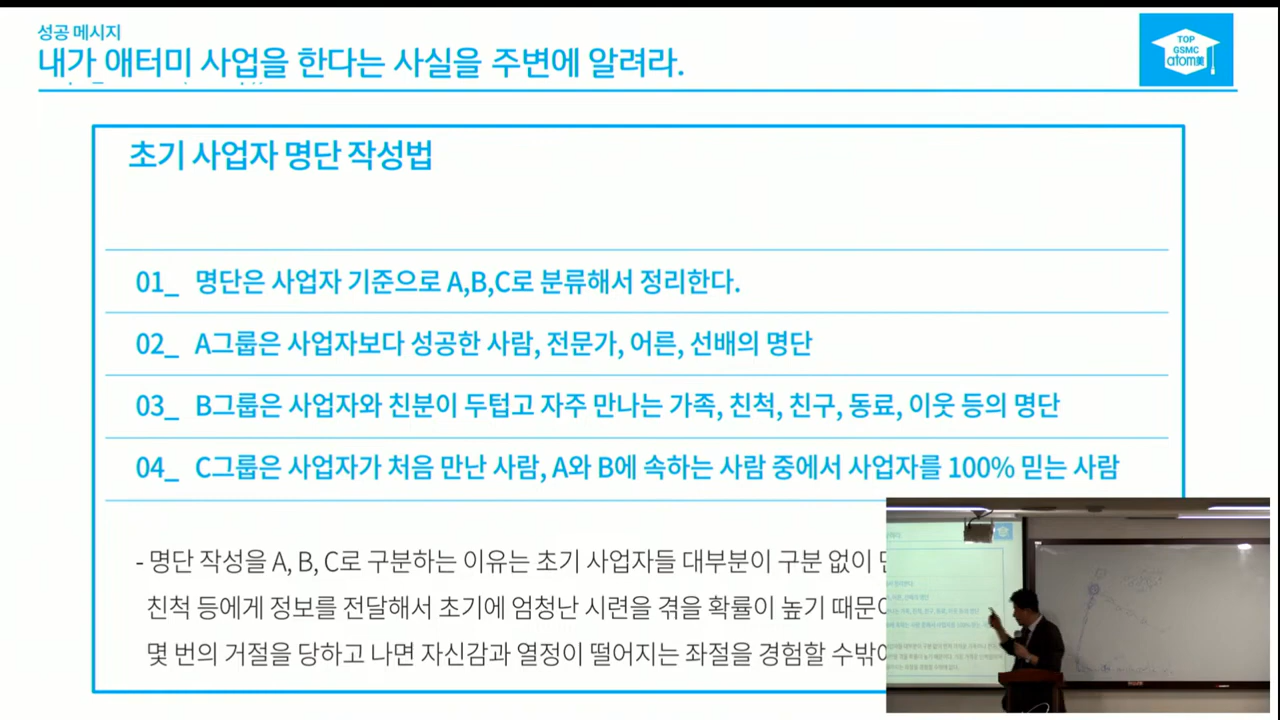 성공 메시지
내가 애터미 사업을 한다는 사실을 주변에 알려라.
TOP
GSMC
atom美
초기 사업자 명단 작성법
01_ 명단은 사업자 기준으로 A,B,C로 분류해서 정리한다.
02_ A그룹은 사업자보다 성공한 사람, 전문가, 어른, 선배의 명단
03_ B그룹은 사업자와 친분이 두텁고 자주 만나는 가족, 친척, 친구, 동료, 이웃 등의 명단
04_ C그룹은 사업자가 처음 만난 사람, A와 B에 속하는 사람 중에서 사업자를 100% 믿는 사람
- 명단 작성을 A, B, C로 구분하는 이유는 초기 사업자들 대부분이 구분 없이
친척 등에게 정보를 전달해서 초기에 엄청난 시련을 겪을 확률이 높기 때문
몇 번의 거절을 당하고 나면 자신감과 열정이 떨어지는 좌절을 경험할 수밖에